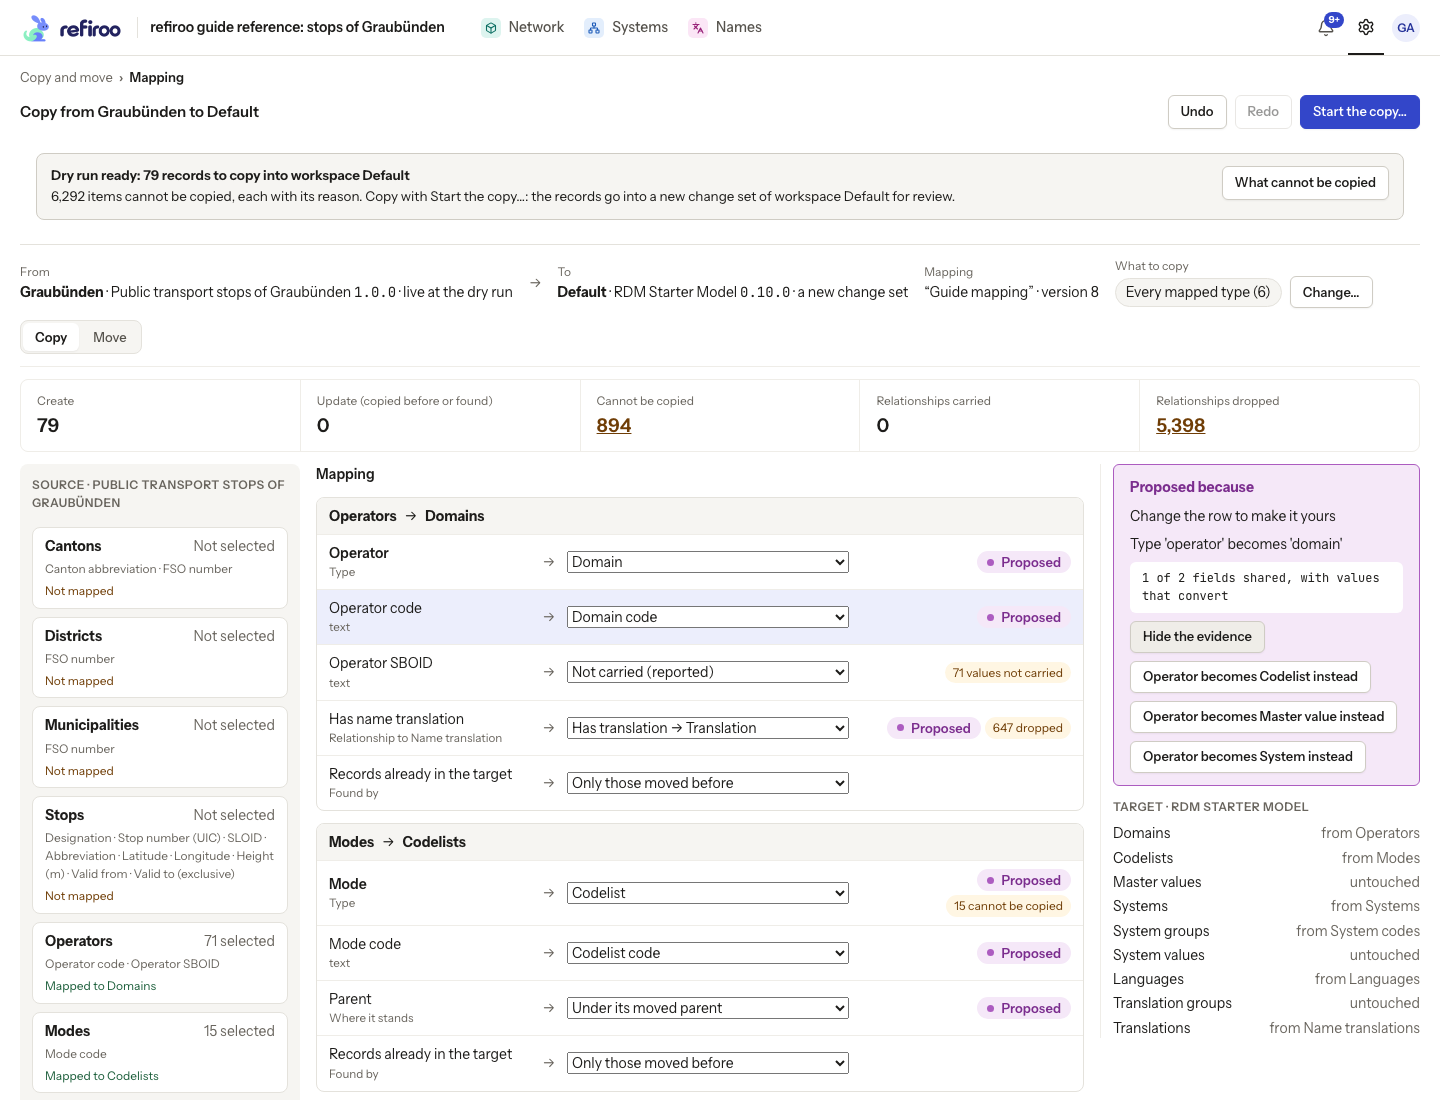 refiroo
refiroo guide reference: stops of Graubünden
Network
Systems
Names
9+
GA
Copy and move › Mapping
Copy from Graubünden to Default
Undo
Redo
Start the copy...
Dry run ready: 79 records to copy into workspace Default
6,292 items cannot be copied, each with its reason. Copy with Start the copy...: the records go into a new change set of workspace Default for review.
What cannot be copied
From
Graubünden · Public transport stops of Graubünden 1.0.0 · live at the dry run
→
To
Default · RDM Starter Model 0.10.0 · a new change set
Mapping
“Guide mapping” · version 8
What to copy
Every mapped type (6)
Change...
Copy
Move
Create
79
Update (copied before or found)
0
Cannot be copied
894
Relationships carried
0
Relationships dropped
5,398
SOURCE · PUBLIC TRANSPORT STOPS OF
GRAUBÜNDEN
Cantons
Not selected
Canton abbreviation · FSO number
Not mapped
Districts
Not selected
FSO number
Not mapped
Municipalities
Not selected
FSO number
Not mapped
Stops
Not selected
Designation · Stop number (UIC) · SLOID ·
Abbreviation · Latitude · Longitude · Height
(m) · Valid from · Valid to (exclusive)
Not mapped
Operators
71 selected
Operator code · Operator SBOID
Mapped to Domains
Modes
15 selected
Mode code
Mapped to Codelists
Mapping
Operators → Domains
Operator
Type
→
Domain
Proposed
Operator code
text
→
Domain code
Proposed
Operator SBOID
text
→
Not carried (reported)
71 values not carried
Has name translation
Relationship to Name translation
→
Has translation → Translation
Proposed
647 dropped
Records already in the target
Found by
→
Only those moved before
Modes → Codelists
Mode
Type
→
Codelist
Proposed
15 cannot be copied
Mode code
text
→
Codelist code
Proposed
Parent
Where it stands
→
Under its moved parent
Proposed
Records already in the target
Found by
→
Only those moved before
Proposed because
Change the row to make it yours
Type 'operator' becomes 'domain'
1 of 2 fields shared, with values
that convert
Hide the evidence
Operator becomes Codelist instead
Operator becomes Master value instead
Operator becomes System instead
TARGET · RDM STARTER MODEL
Domains
from Operators
Codelists
from Modes
Master values
untouched
Systems
from Systems
System groups
from System codes
System values
untouched
Languages
from Languages
Translation groups
untouched
Translations
from Name translations